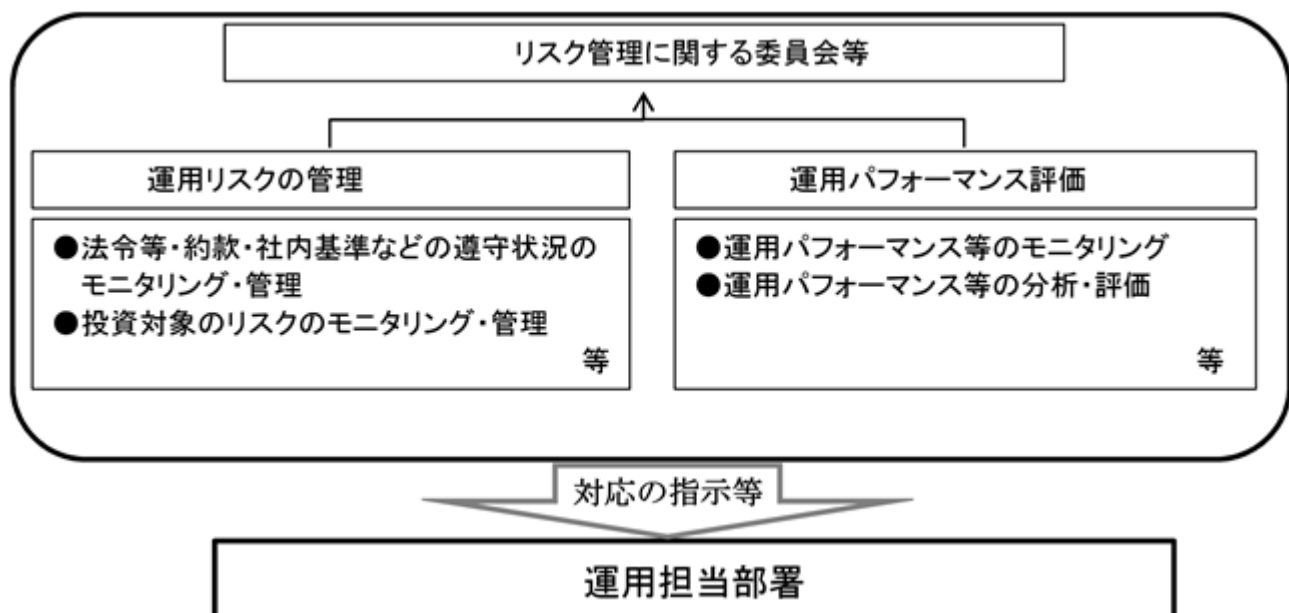 リスク管理に関する委員会等
運用リスクの管理
●法令等・約款・社内基準などの遵守状況の
モニタリング・管理
●投資対象のリスクのモニタリング・管理
等
運用パフォーマンス評価
●運用パフォーマンス等のモニタリング
●運用パフォーマンス等の分析・評価
等
対応の指示等
運用担当部署